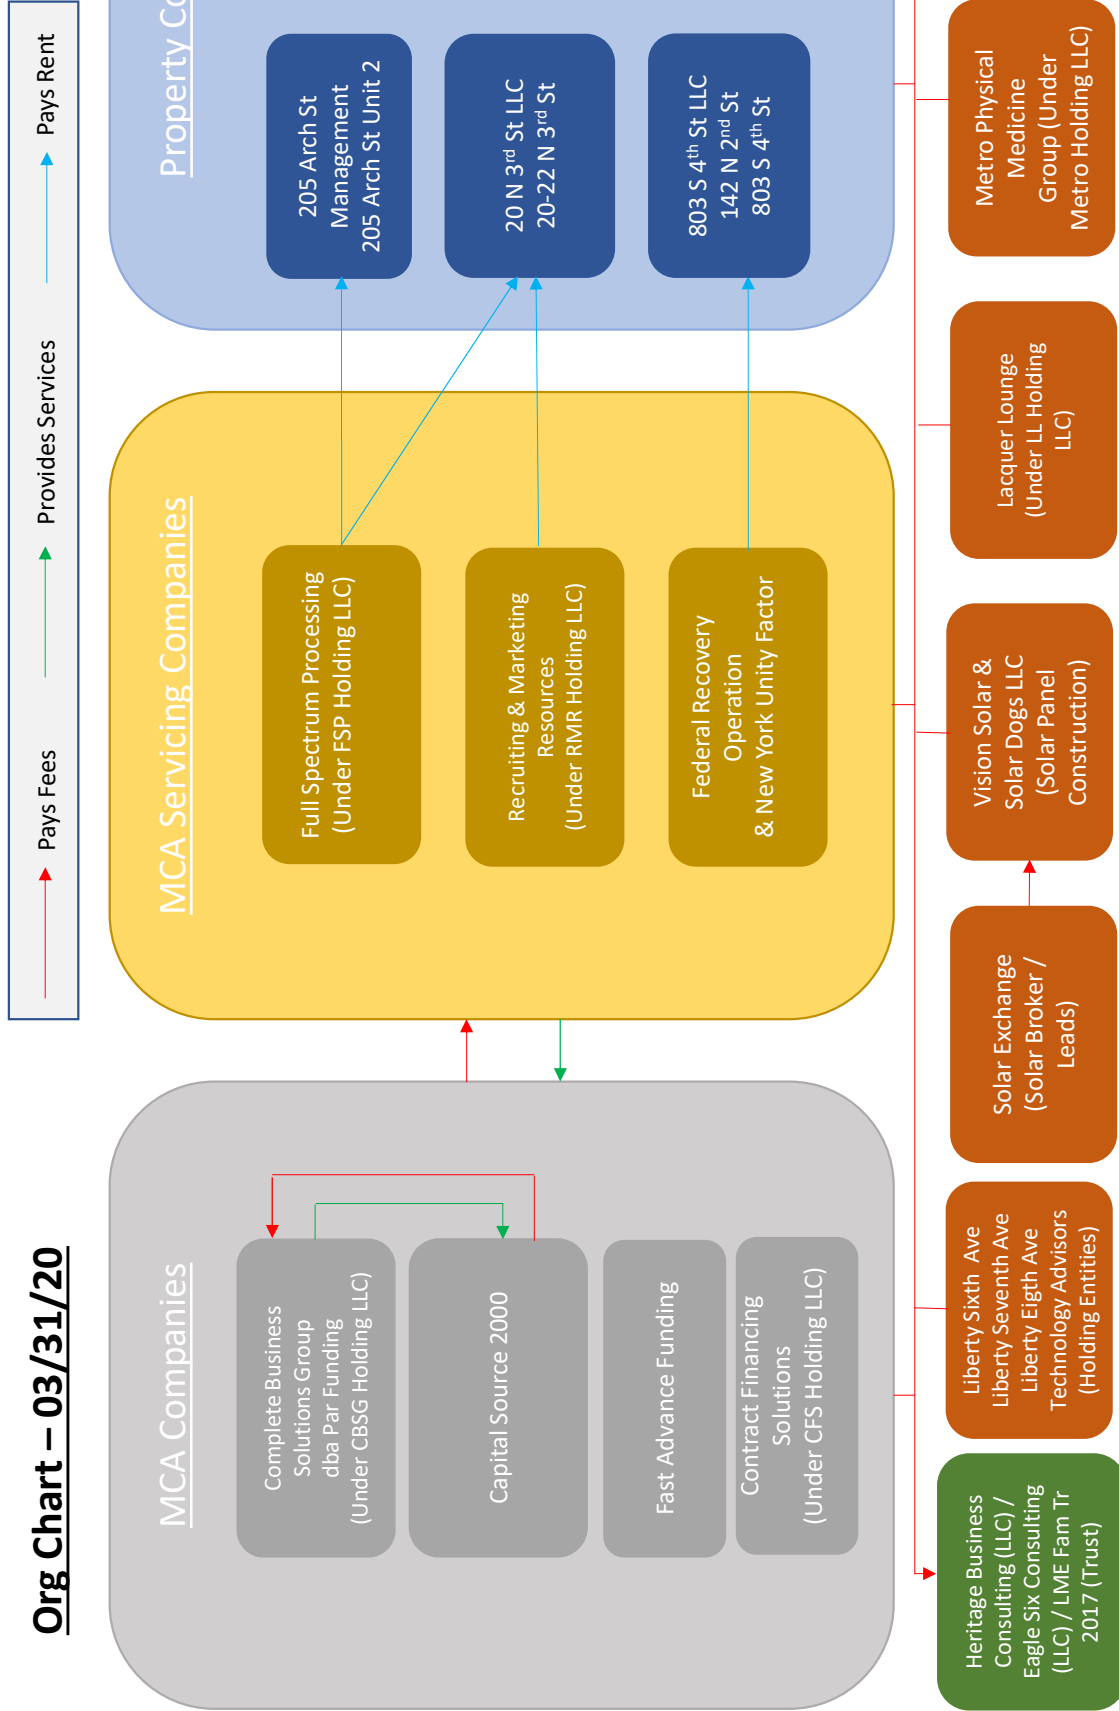 Org Chart – 03/31/20
Pays Fees
Provides Services
Pays Rent
MCA Companies
Complete Business
Solutions Group
dba Par Funding
(Under CBSG Holding LLC)
Capital Source 2000
Fast Advance Funding
Contract Financing
Solutions
(Under CFS Holding LLC)
MCA Servicing Companies
Full Spectrum Processing
(Under FSP Holding LLC)
Recruiting & Marketing
Resources
(Under RMR Holding LLC)
Federal Recovery
Operation
& New York Unity Factor
Property Co
205 Arch St
Management
205 Arch St Unit 2
20 N 3rd St LLC
20-22 N 3rd St
803 S 4th St LLC
142 N 2nd St
803 S 4th St
Heritage Business
Consulting (LLC) /
Eagle Six Consulting
(LLC) / LME Fam Tr
2017 (Trust)
Liberty Sixth Ave
Liberty Seventh Ave
Liberty Eigth Ave
Technology Advisors
(Holding Entities)
Solar Exchange
(Solar Broker /
Leads)
Vision Solar &
Solar Dogs LLC
(Solar Panel
Construction)
Lacquer Lounge
(Under LL Holding
LLC)
Metro Physical
Medicine
Group (Under
Metro Holding LLC)